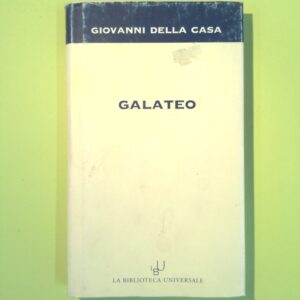 GIOVANNI DELLA CASA
GALATEO
LA BIBLIOTECA UNIVERSALE